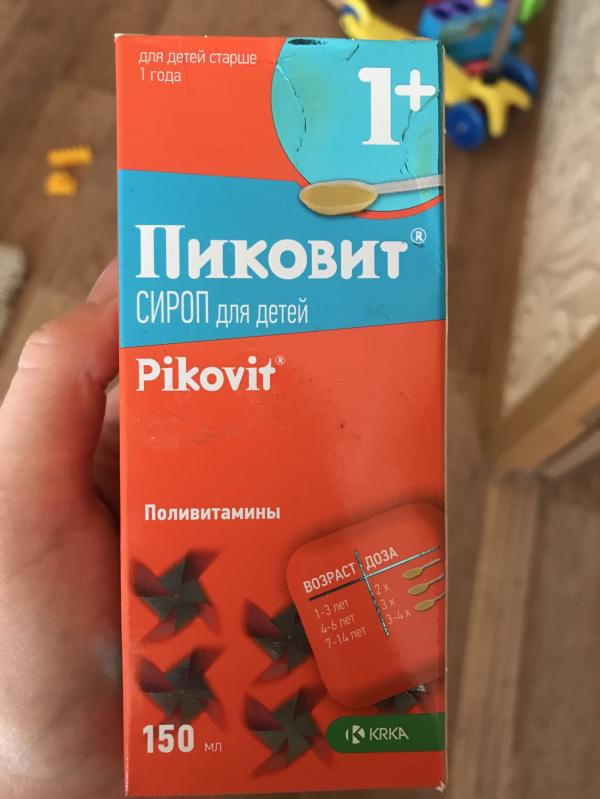 для детей старше
1 года
1+
Пиковит®
СИРОП для детей
Pikovit®
Поливитамины
ВОЗРАСТ ДОЗА
1-3 лет 2 x
4-6 лет 3 x
7-14 лет 3-4 x
150 мл
KRKA